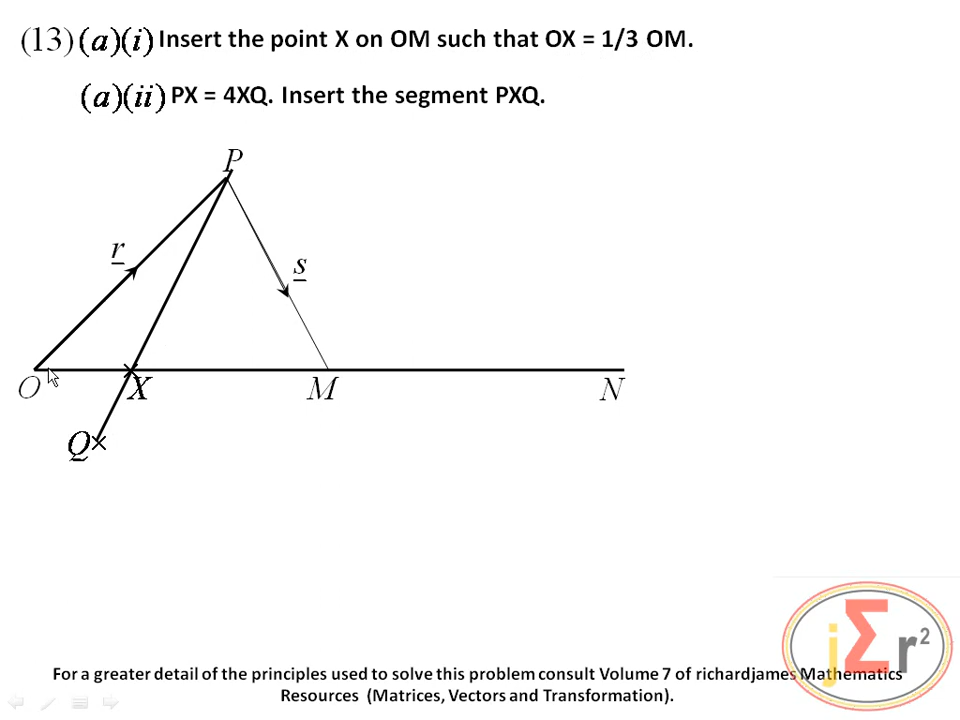 (13)(a)(i) Insert the point X on OM such that OX = 1/3 OM.
(a)(ii) PX = 4XQ. Insert the segment PXQ.
P
r
s
O
X
M
N
Q
jΣr²
For a greater detail of the principles used to solve this problem consult Volume 7 of richardjames Mathematics
Resources (Matrices, Vectors and Transformation).